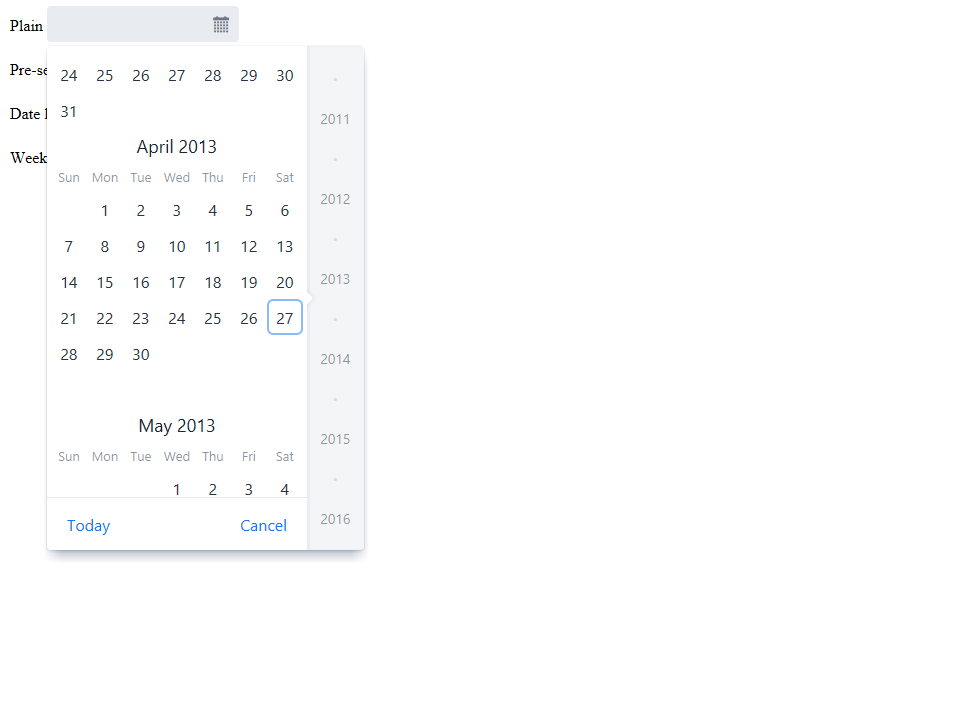 Plain
24 25 26 27 28 29 30
31
April 2013
Sun Mon Tue Wed Thu Fri Sat
1 2 3 4 5 6
7 8 9 10 11 12 13
14 15 16 17 18 19 20
21 22 23 24 25 26 27
28 29 30
May 2013
Sun Mon Tue Wed Thu Fri Sat
1 2 3 4
Today Cancel
2011
2012
2013
2014
2015
2016
Pre-se
Date
Week